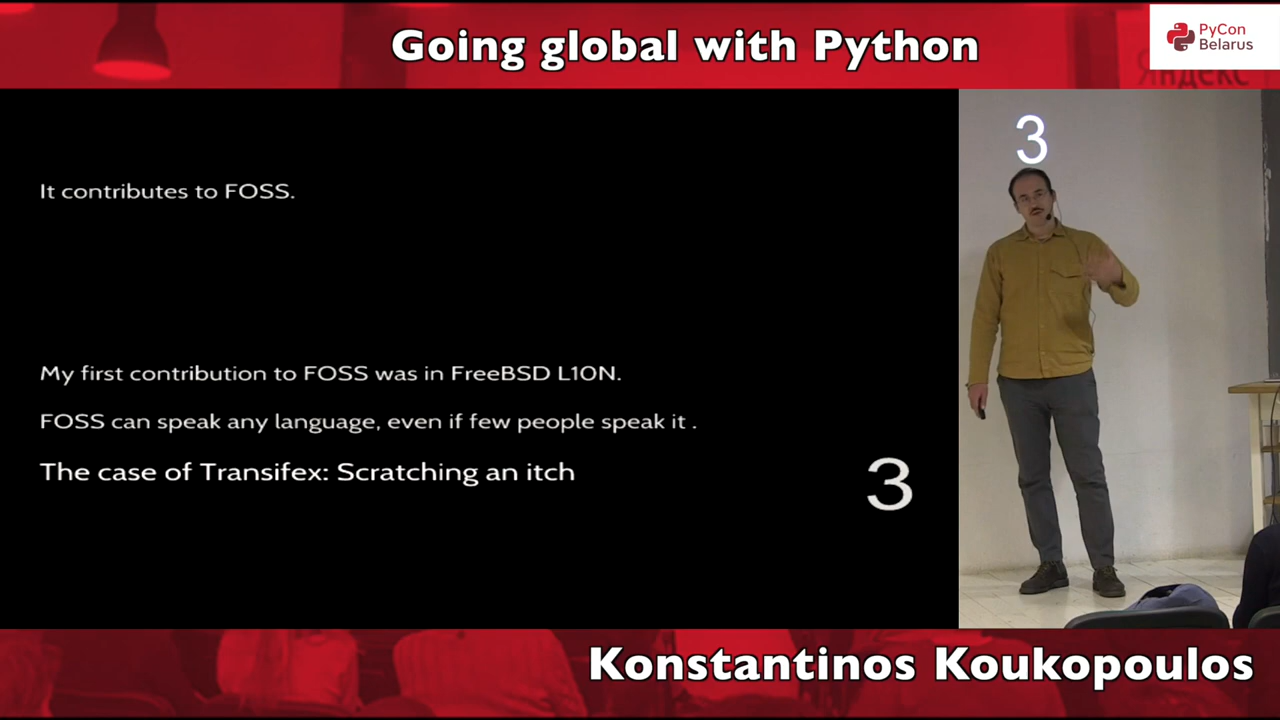 Going global with Python
PyCon
Belarus
Яндекс
3
It contributes to FOSS.
My first contribution to FOSS was in FreeBSD L10N.
FOSS can speak any language, even if few people speak it .
The case of Transifex: Scratching an itch
3
Konstantinos Koukopoulos